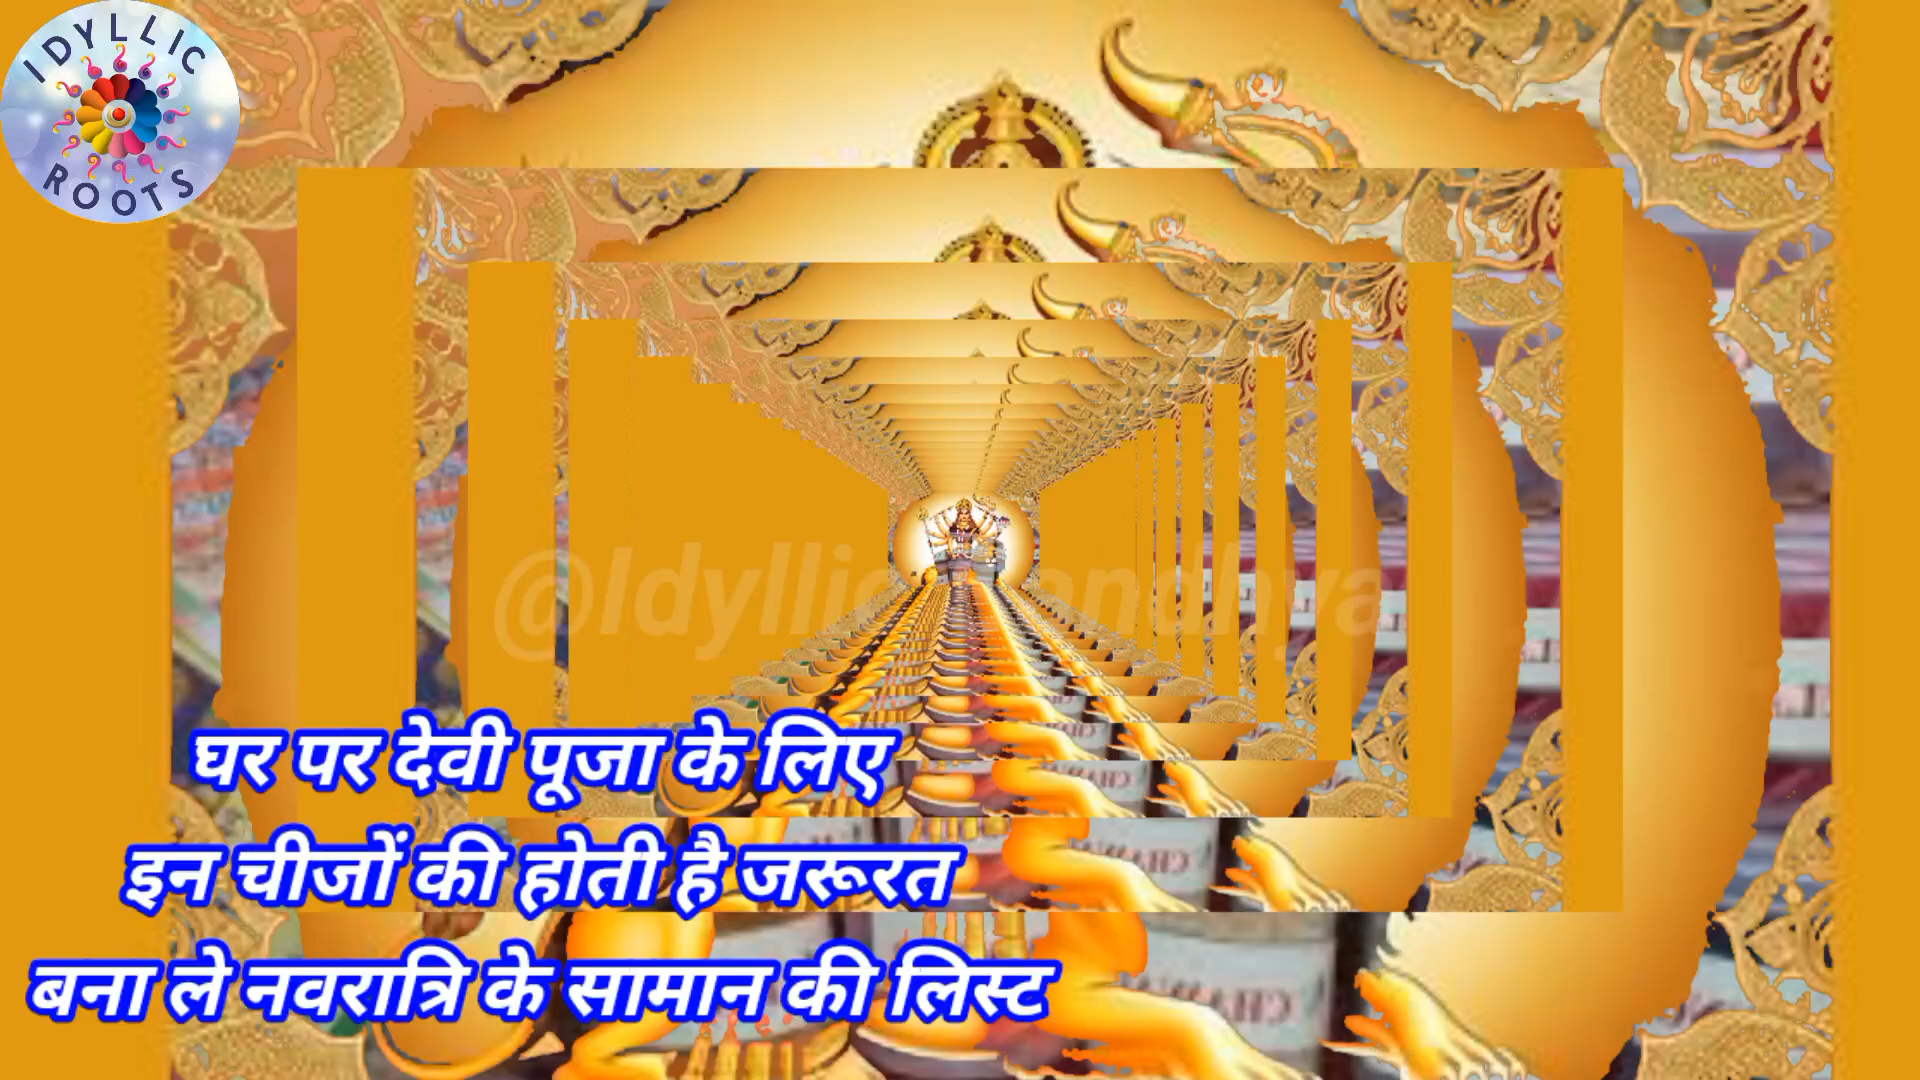 IDYLLIC
ROOTS
घर पर देवी पूजा के लिए
इन चीजों की होती है जरूरत
बना ले नवरात्रि के सामान की लिस्ट